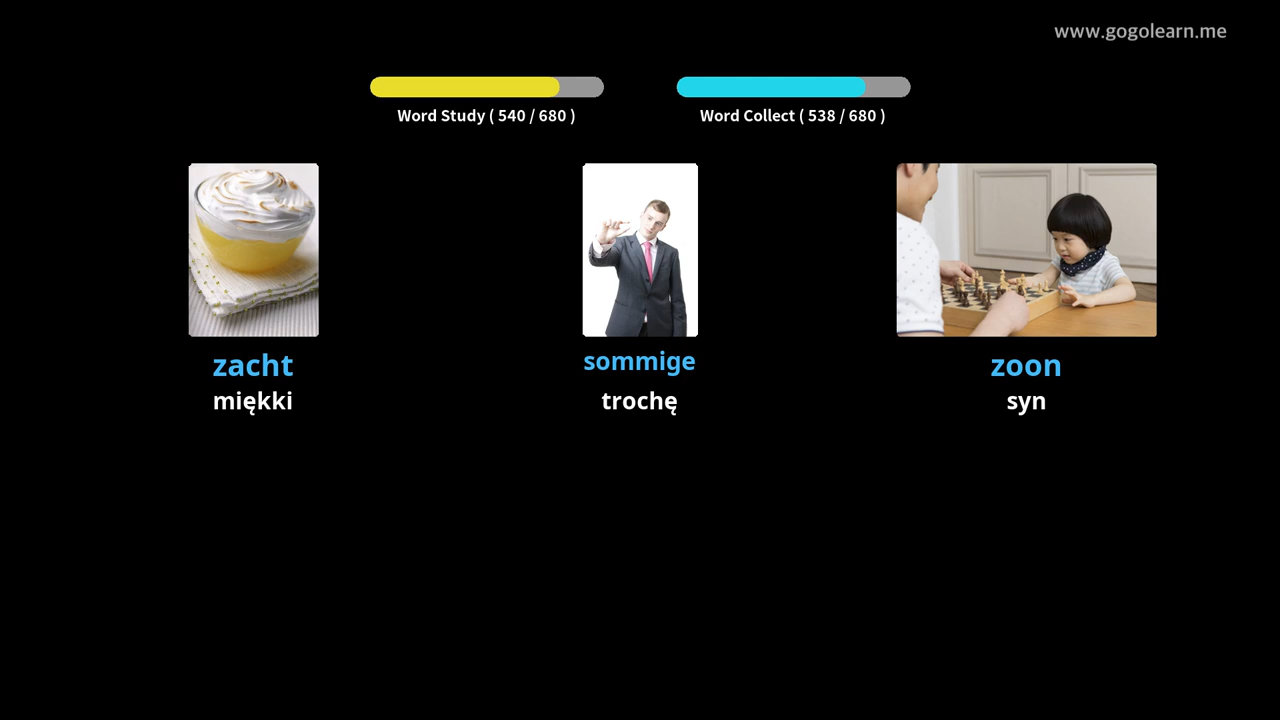 www.gogolearn.me
Word Study ( 540 / 680 )
Word Collect ( 538 / 680 )
zacht
sommige
zoon
miękki
trochę
syn